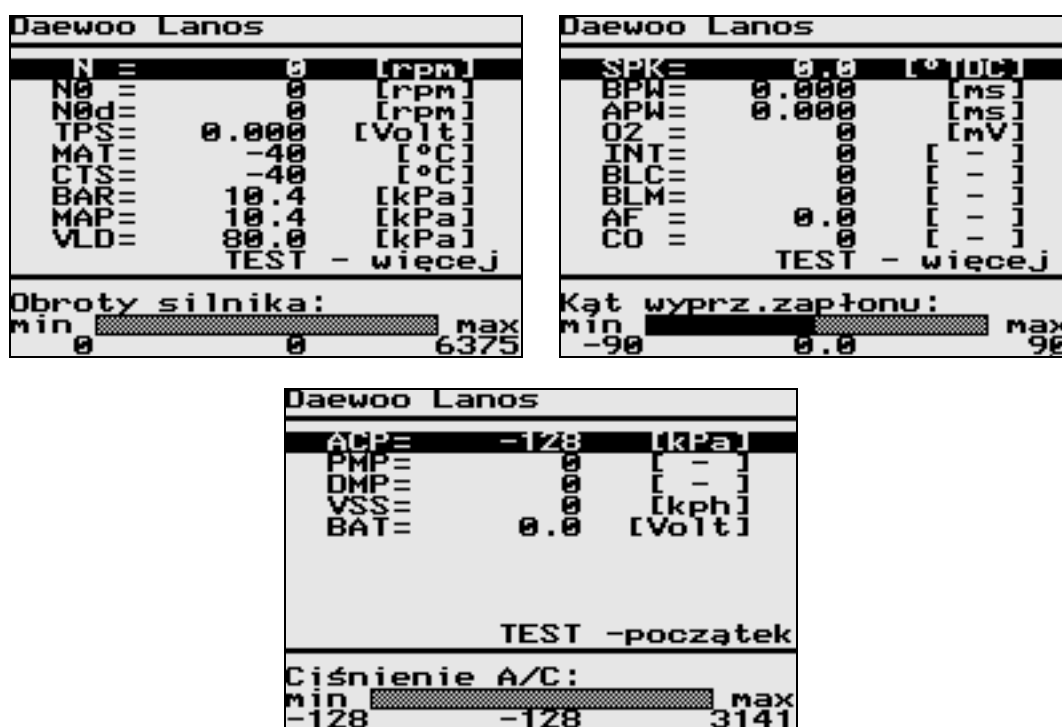 Daewoo Lanos
N = 0 [rpm]
N0 = 0 [rpm]
N0d= 0 [rpm]
TPS= 0.000 [Volt]
MAT= -40 [°C]
CTS= -40 [°C]
BAR= 10.4 [kPa]
MAP= 10.4 [kPa]
VLD= 80.0 [kPa]
TEST - więcej
Obroty silnika:
min max
0 0 6375
Daewoo Lanos
SPK= 0.0 [°TDC]
BPW= 0.000 [ms]
APW= 0.000 [ms]
O2 = 0 [mV]
INT= 0 [ - ]
BLC= 0 [ - ]
BLM= 0 [ - ]
AF = 0.0 [ - ]
CO = 0 [ - ]
TEST - więcej
Kąt wyprz.zapłonu:
min max
-90 0.0 90
Daewoo Lanos
ACP= -128 [kPa]
PMP= 0 [ - ]
DMP= 0 [ - ]
VSS= 0 [kph]
BAT= 0.0 [Volt]
TEST -początek
Ciśnienie A/C:
min max
-128 -128 3141